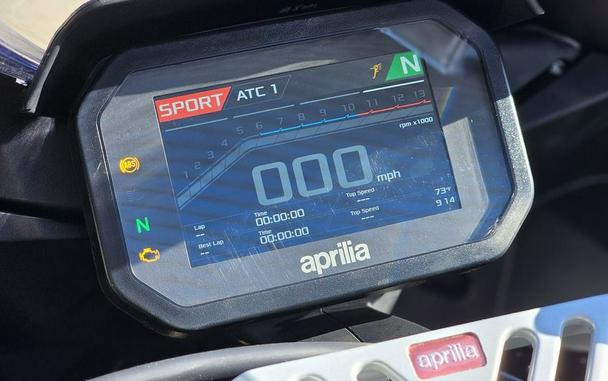 SPORT ATC 1 N
1 2 3 4 5 6 7 8 9 10 11 12 13
rpm x1000
ABS
000 mph
N
Lap Time Top Speed
-- 00:00:00 --
Best Lap Time Top Speed
-- 00:00:00 --
73°F
9 14
aprilia
aprilia